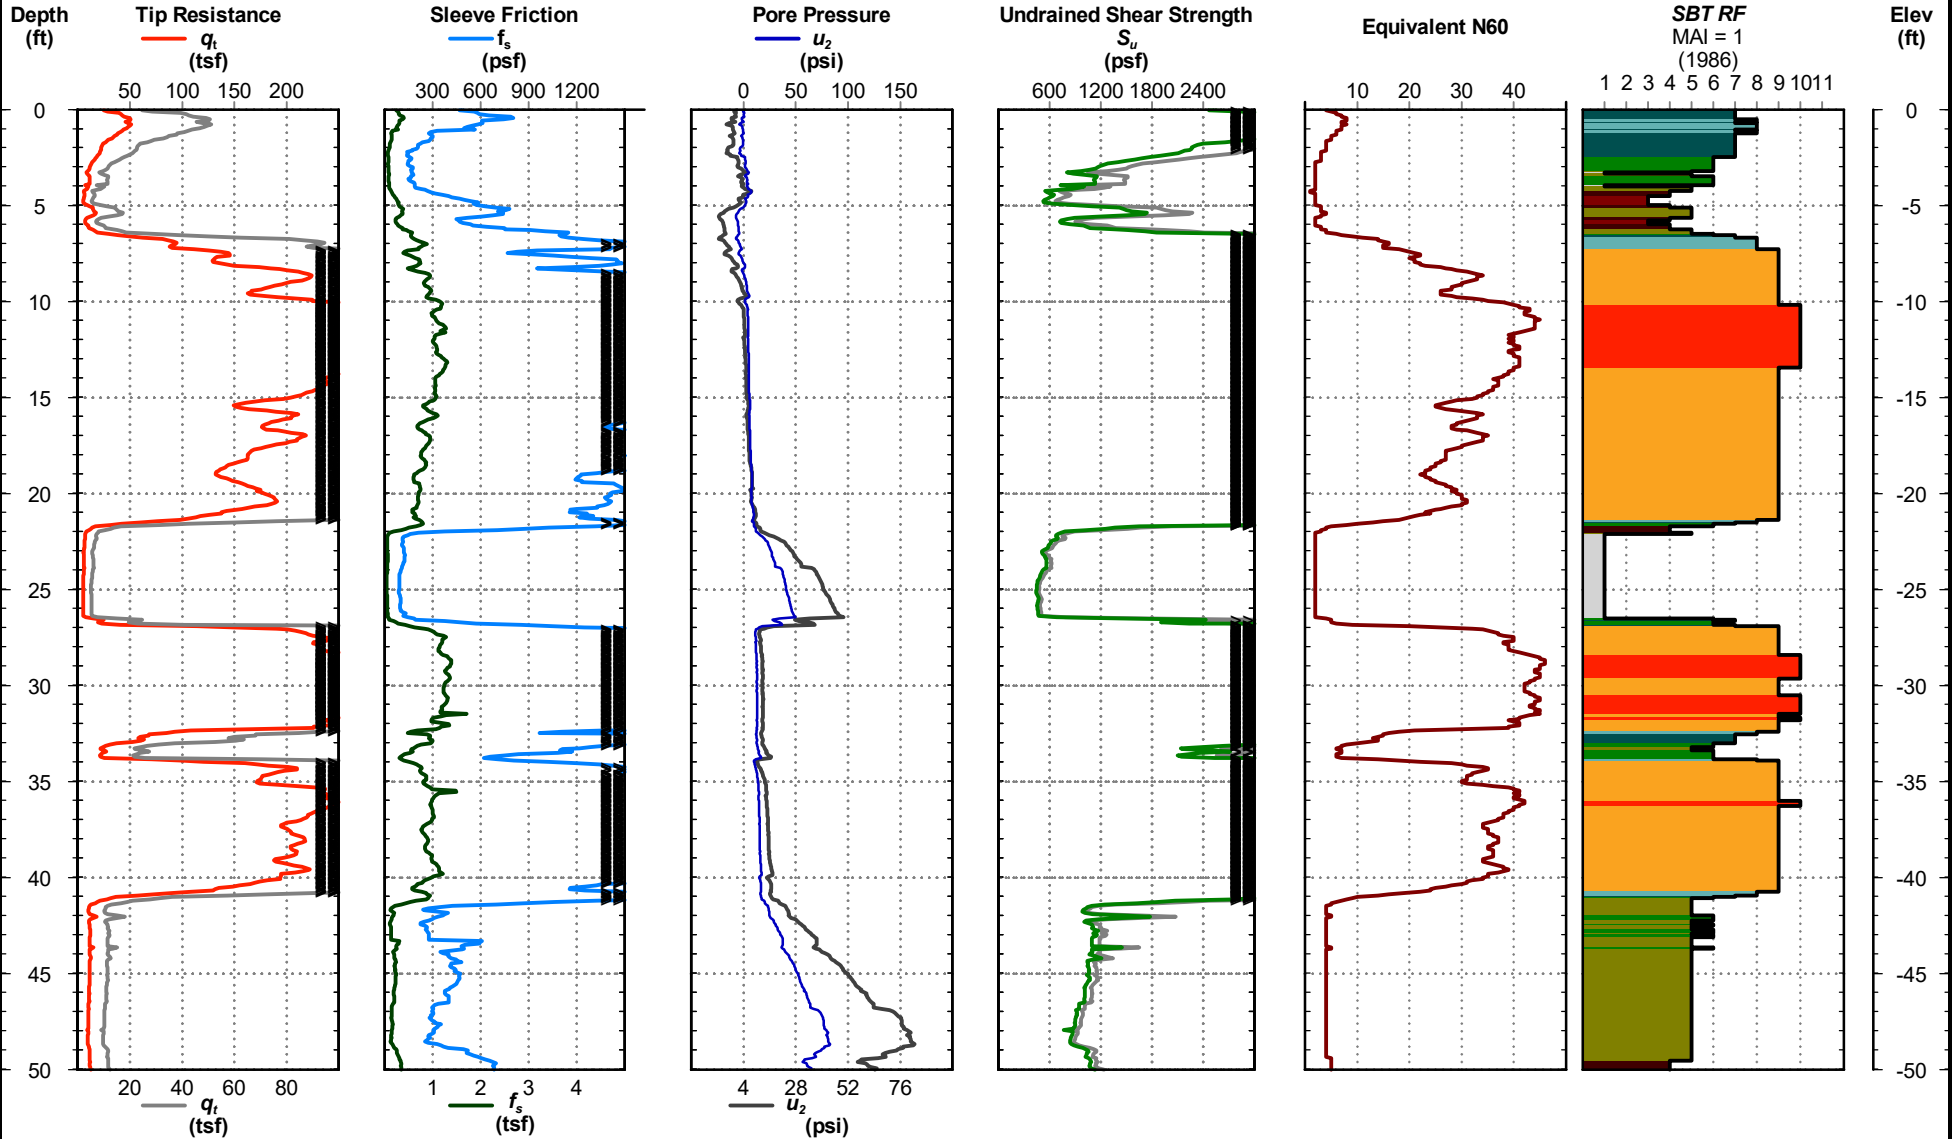 Depth
(ft)
Tip Resistance
qt
(tsf)
Sleeve Friction
fs
(psf)
Pore Pressure
u2
(psi)
Undrained Shear Strength
Su
(psf)
Equivalent N60
SBT RF
MAI = 1
(1986)
Elev
(ft)
50 100 150 200
300 600 900 1200
0 50 100 150
600 1200 1800 2400
10 20 30 40
1 2 3 4 5 6 7 8 9 10 11
0 0
5 -5
10 -10
15 -15
20 -20
25 -25
30 -30
35 -35
40 -40
45 -45
50 -50
20 40 60 80
1 2 3 4
4 28 52 76
qt
(tsf)
fs
(tsf)
u2
(psi)